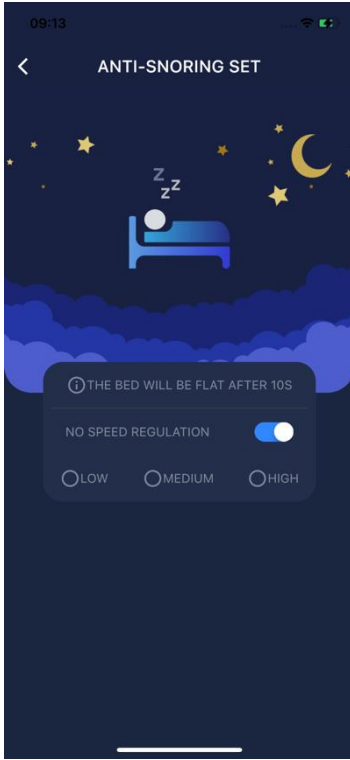 09:13
ANTI-SNORING SET
Z
Z
Z
THE BED WILL BE FLAT AFTER 10S
NO SPEED REGULATION
LOW MEDIUM HIGH